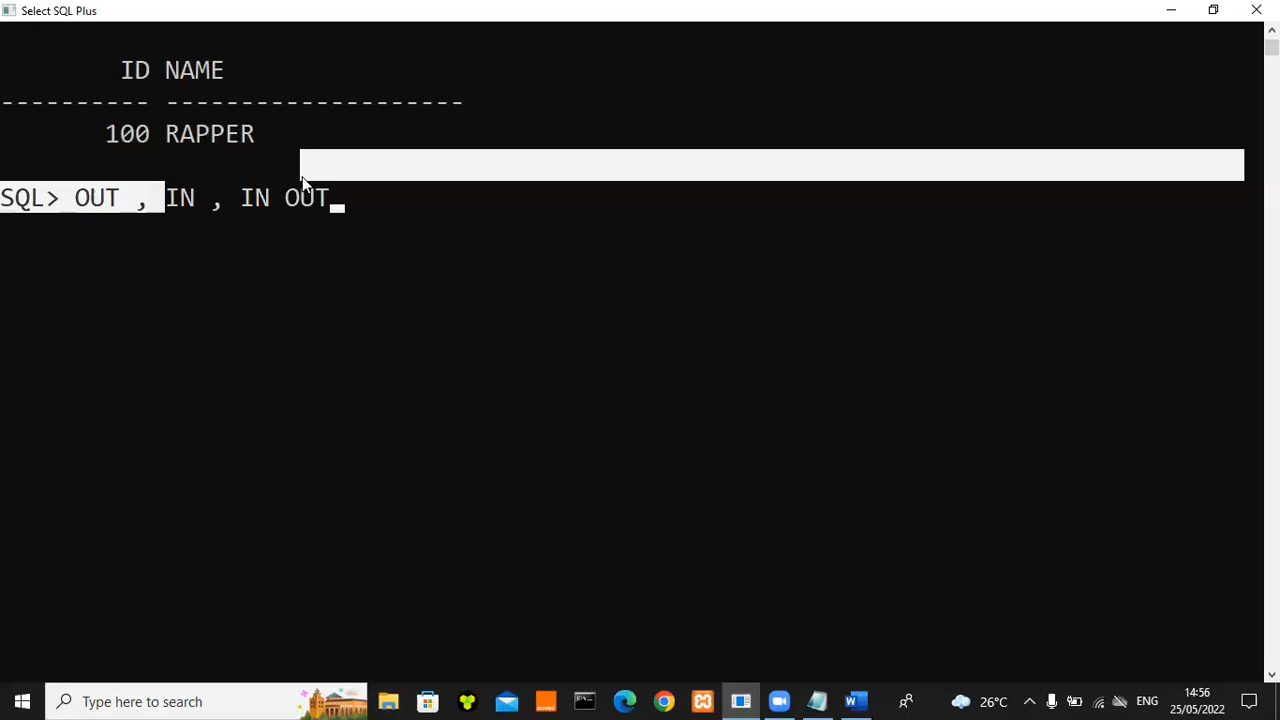 Select SQL Plus
ID NAME
---------- --------------------
100 RAPPER
SQL> OUT , IN , IN OUT
Type here to search
26°C
ENG
14:56
25/05/2022